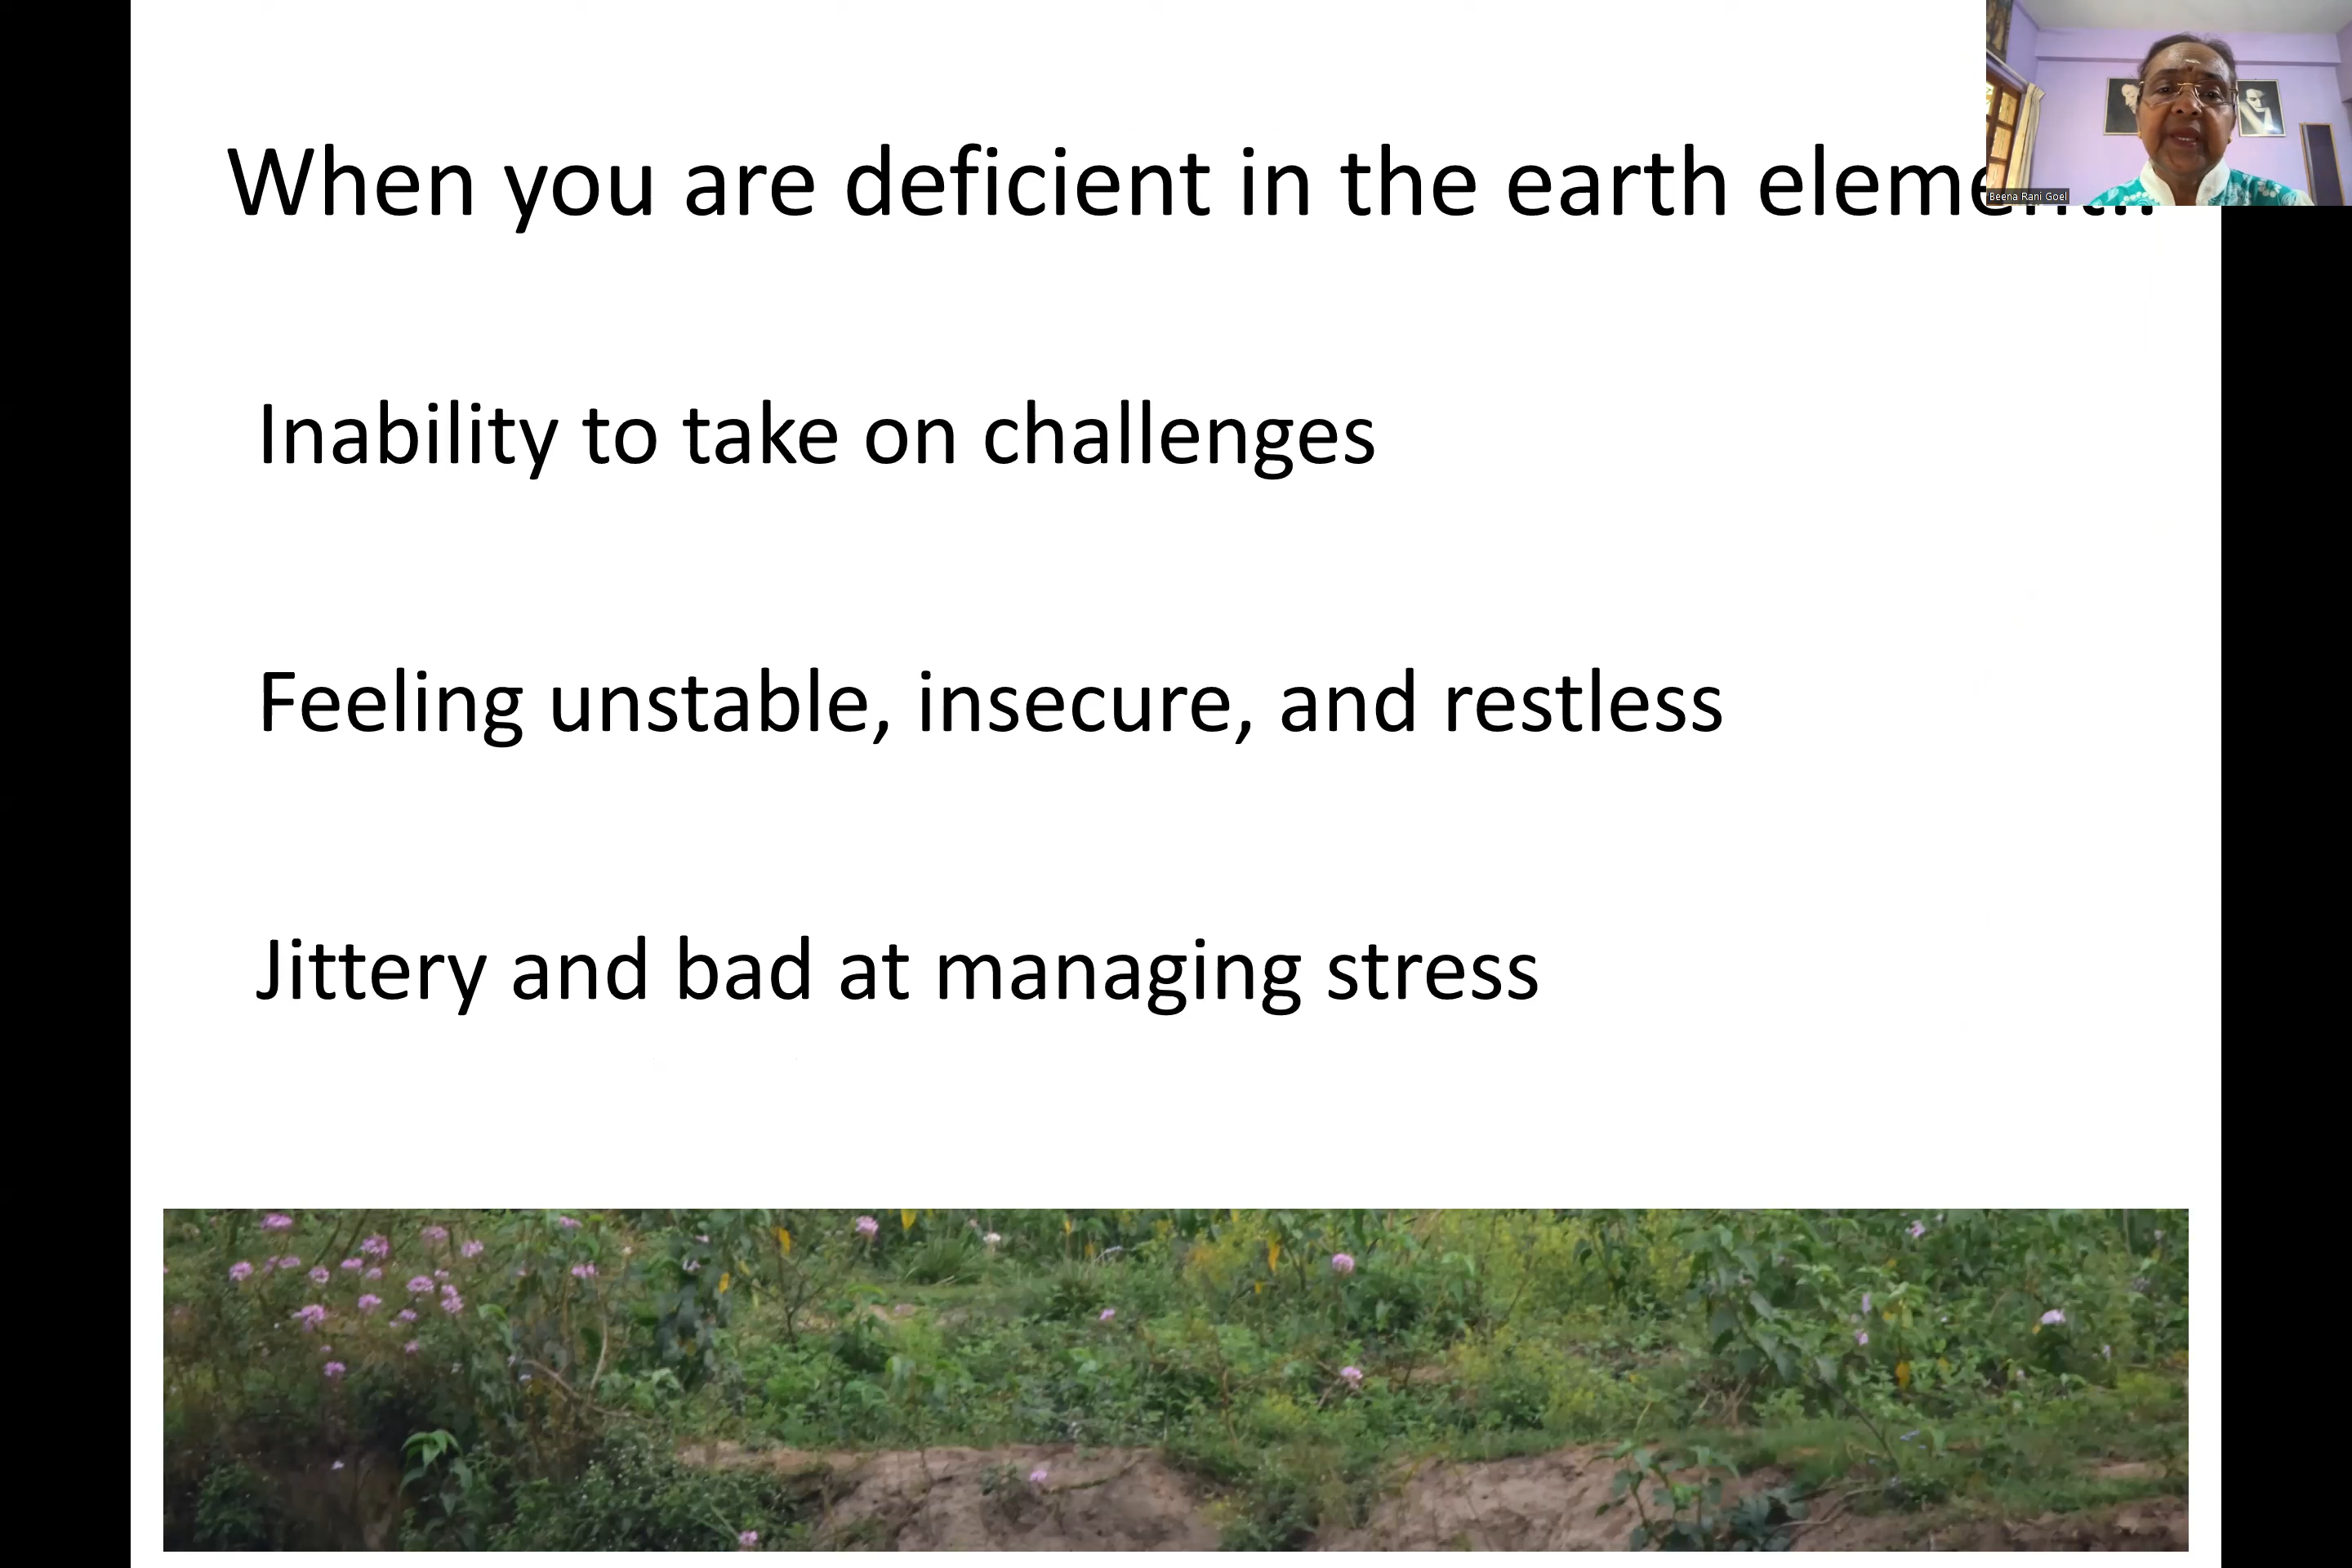 When you are deficient in the earth
Beena Rani Goel
Inability to take on challenges
Feeling unstable, insecure, and restless
Jittery and bad at managing stress